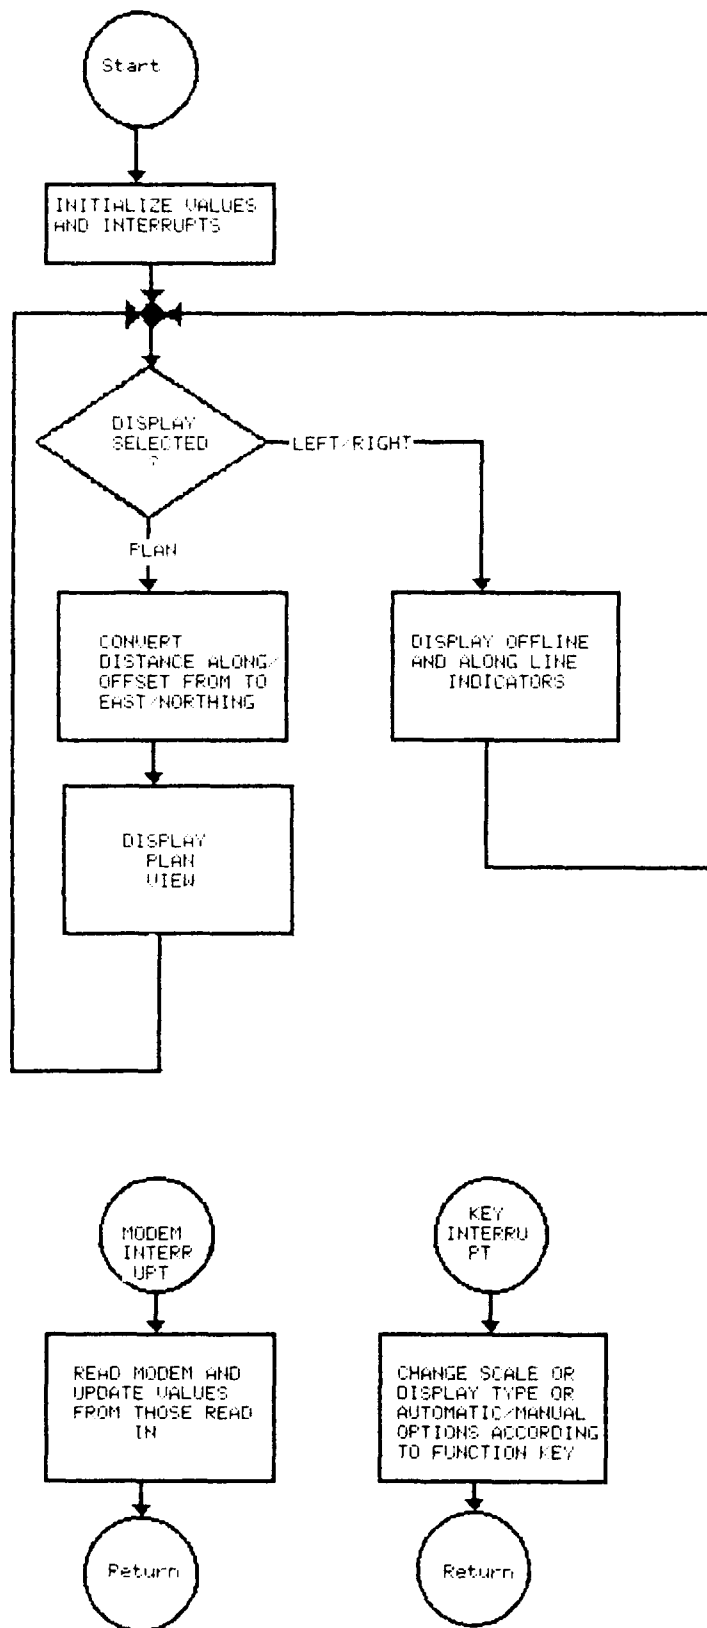 Start
INITIALIZE VALUES
AND INTERRUPTS
DISPLAY
SELECTED
?
LEFT/RIGHT
PLAN
CONVERT
DISTANCE ALONG/
OFFSET FROM TO
EAST/NORTHING
DISPLAY OFFLINE
AND ALONG LINE
INDICATORS
DISPLAY
PLAN
VIEW
MODEM
INTERR
UPT
KEY
INTERRU
PT
READ MODEM AND
UPDATE VALUES
FROM THOSE READ
IN
CHANGE SCALE OR
DISPLAY TYPE OR
AUTOMATIC/MANUAL
OPTIONS ACCORDING
TO FUNCTION KEY
Return
Return